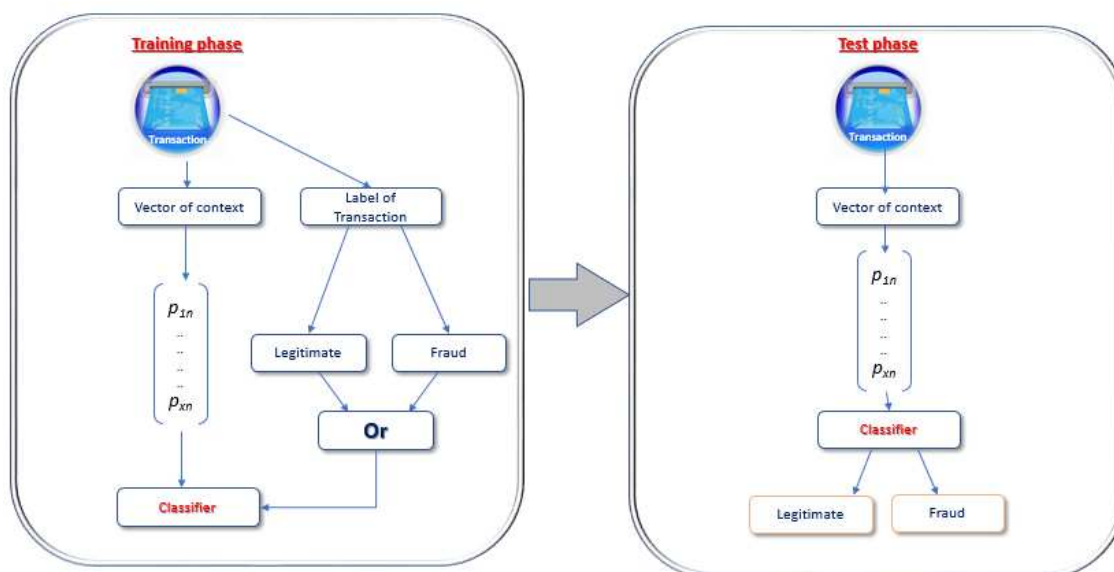 Training phase
Transaction
Vector of context
Label of
Transaction
p1n
..
..
..
..
pxn
Legitimate
Fraud
Or
Classifier
Test phase
Transaction
Vector of context
p1n
..
..
..
..
pxn
Classifier
Legitimate
Fraud